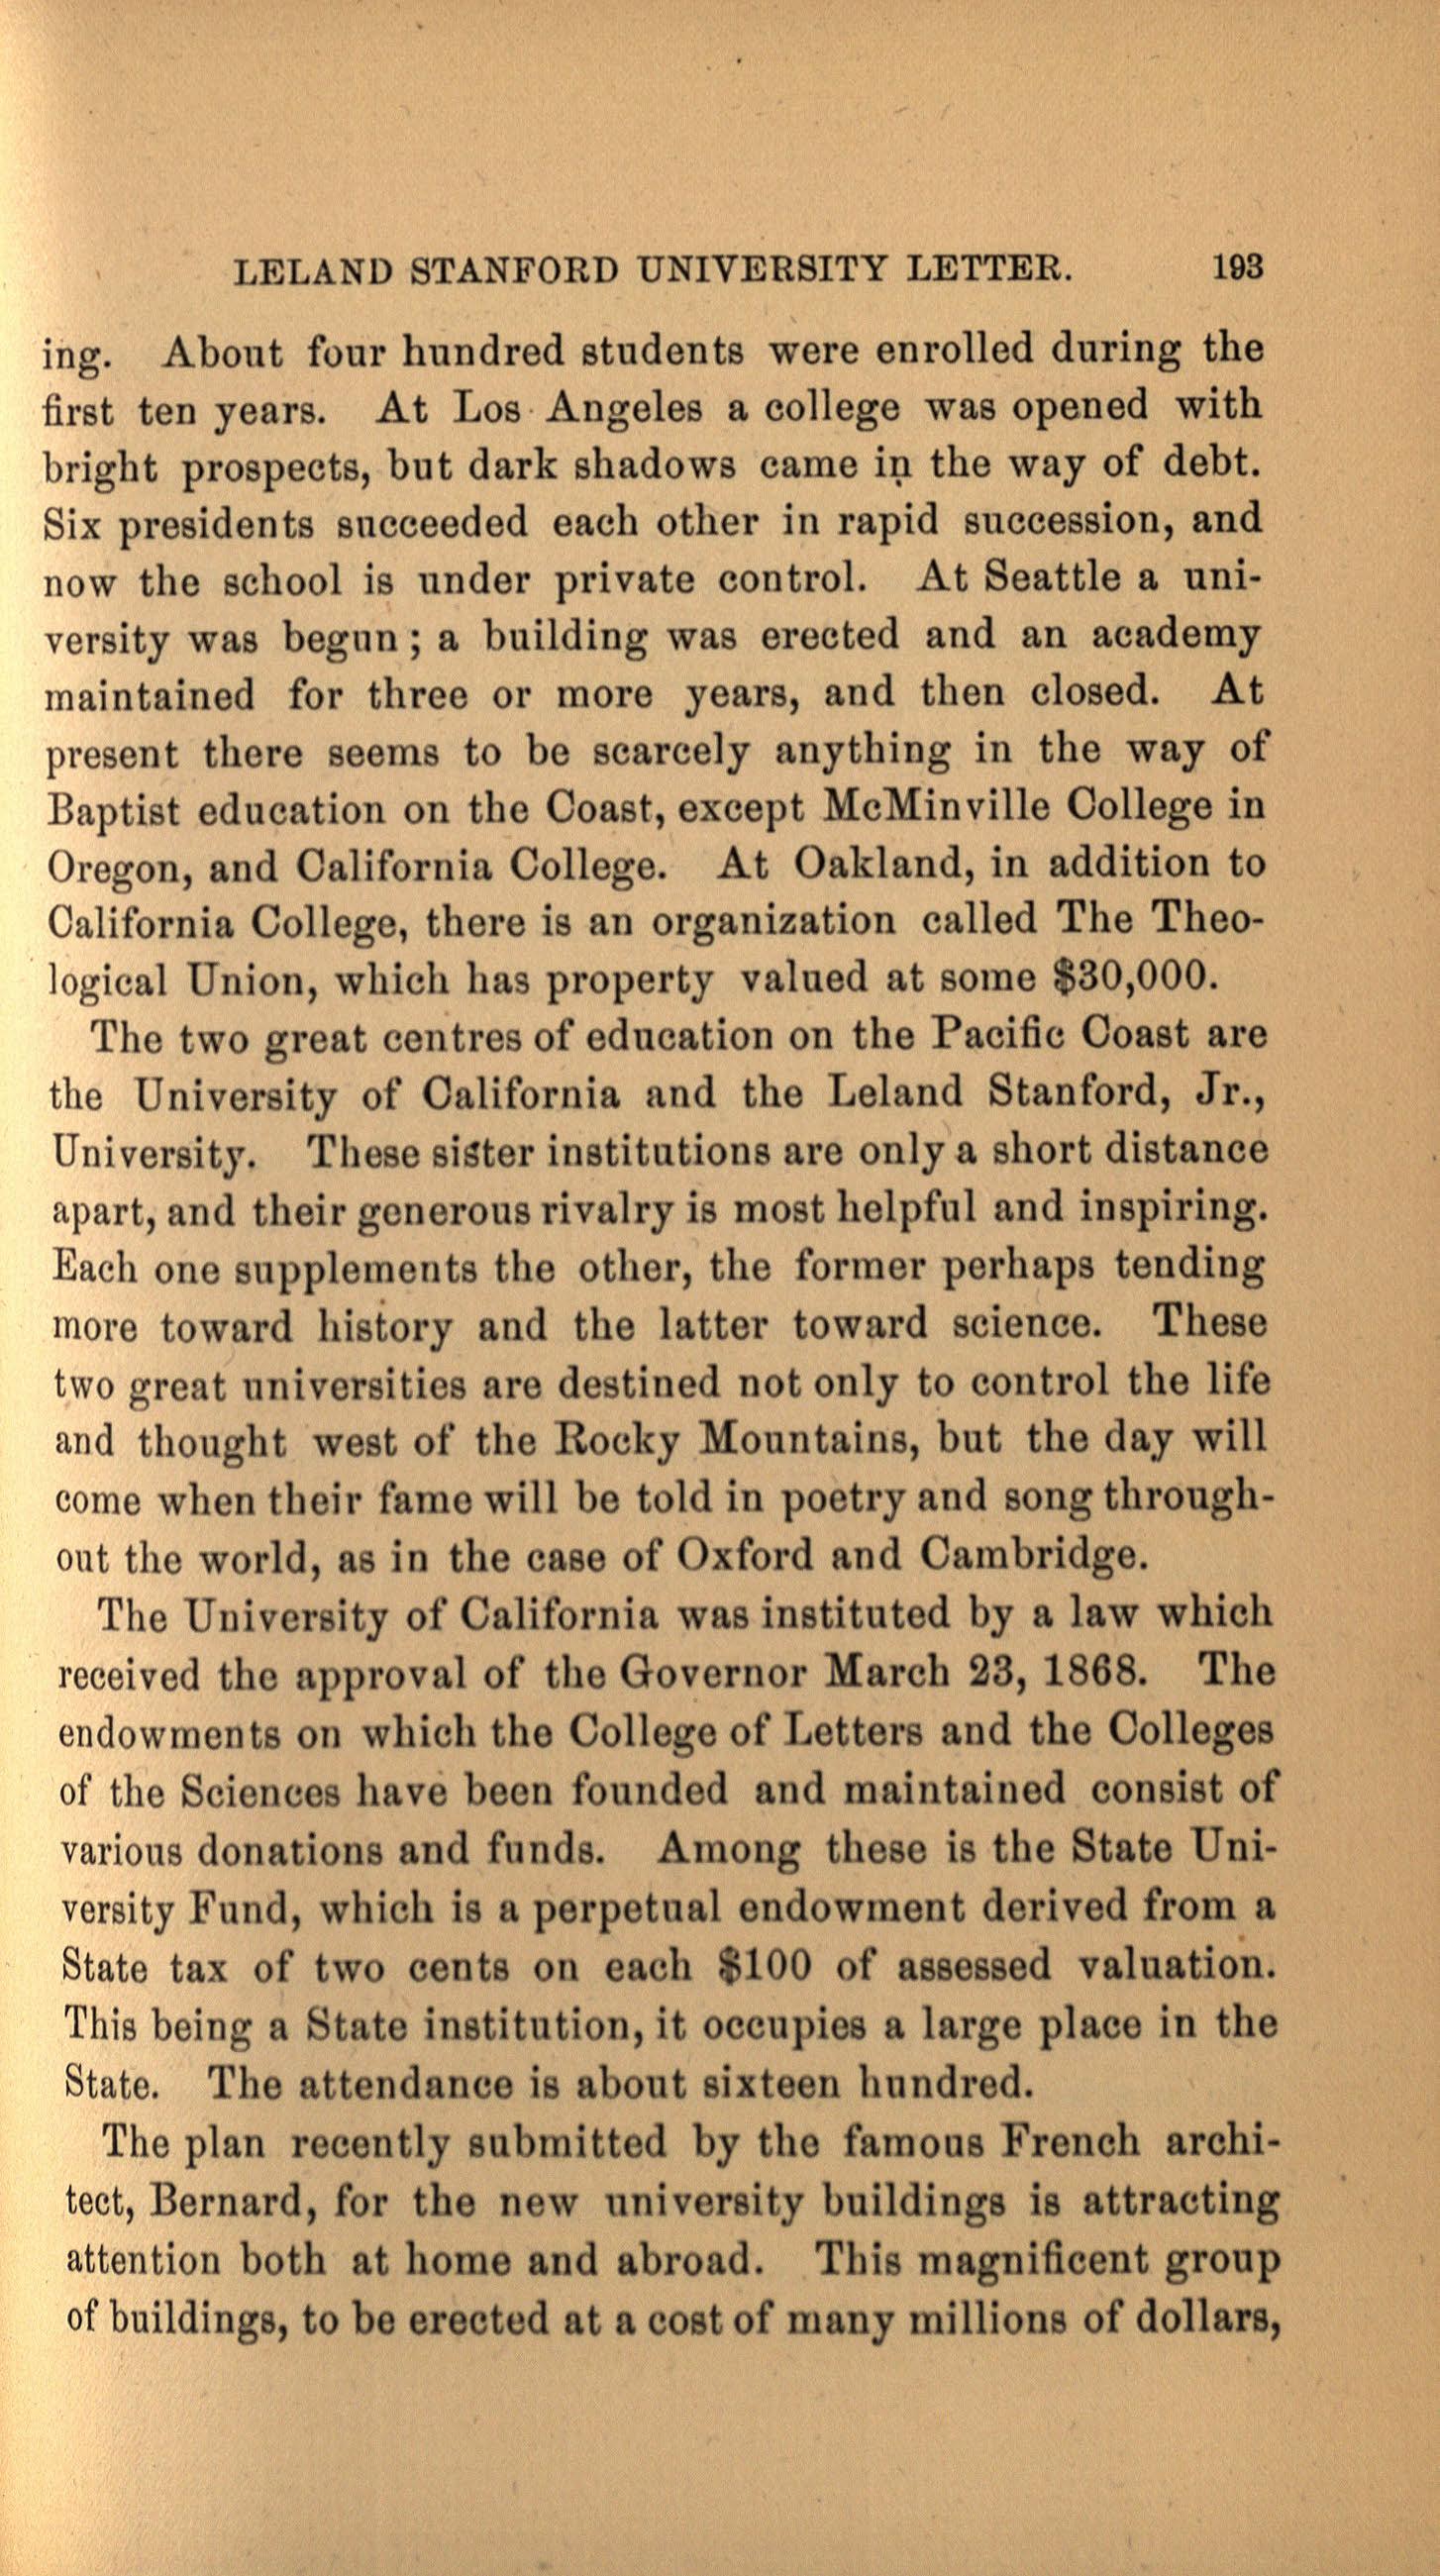 LELAND STANFORD UNIVERSITY LETTER. 193
ing. About four hundred students were enrolled during the
first ten years. At Los Angeles a college was opened with
bright prospects, but dark shadows came in the way of debt.
Six presidents succeeded each other in rapid succession, and
now the school is under private control. At Seattle a uni-
versity was begun; a building was erected and an academy
maintained for three or more years, and then closed. At
present there seems to be scarcely anything in the way of
Baptist education on the Coast, except McMinville College in
Oregon, and California College. At Oakland, in addition to
California College, there is an organization called The Theo-
logical Union, which has property valued at some $30,000.
The two great centres of education on the Pacific Coast are
the University of California and the Leland Stanford, Jr.,
University. These sister institutions are only a short distance
apart, and their generous rivalry is most helpful and inspiring.
Each one supplements the other, the former perhaps tending
more toward history and the latter toward science. These
two great universities are destined not only to control the life
and thought west of the Rocky Mountains, but the day will
come when their fame will be told in poetry and song through-
out the world, as in the case of Oxford and Cambridge.
The University of California was instituted by a law which
received the approval of the Governor March 23, 1868. The
endowments on which the College of Letters and the Colleges
of the Sciences have been founded and maintained consist of
various donations and funds. Among these is the State Uni-
versity Fund, which is a perpetual endowment derived from a
State tax of two cents on each $100 of assessed valuation.
This being a State institution, it occupies a large place in the
State. The attendance is about sixteen hundred.
The plan recently submitted by the famous French archi-
tect, Bernard, for the new university buildings is attracting
attention both at home and abroad. This magnificent group
of buildings, to be erected at a cost of many millions of dollars,